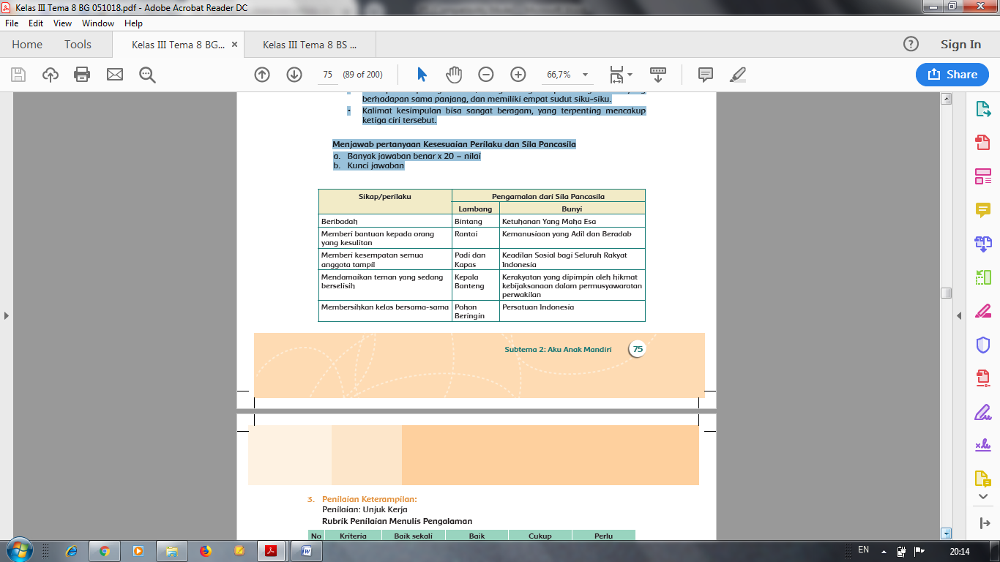 Kelas III Tema 8 BG 051018.pdf - Adobe Acrobat Reader DC
File Edit View Window Help
Home Tools Kelas III Tema 8 BG... × Kelas III Tema 8 BS ... Sign In
75 (89 of 200) 66,7% Share
berhadapan sama panjang, dan memiliki empat sudut siku-siku.
• Kalimat kesimpulan bisa sangat beragam, yang terpenting mencakup
ketiga ciri tersebut.
Menjawab pertanyaan Kesesuaian Perilaku dan Sila Pancasila
a. Banyak jawaban benar x 20 = nilai
b. Kunci jawaban
Sikap/perilaku Pengamalan dari Sila Pancasila
Lambang Bunyi
Beribadah Bintang Ketuhanan Yang Maha Esa
Memberi bantuan kepada orang Rantai Kemanusiaan yang Adil dan Beradab
yang kesulitan
Memberi kesempatan semua Padi dan Keadilan Sosial bagi Seluruh Rakyat
anggota tampil Kapas Indonesia
Mendamaikan teman yang sedang Kepala Kerakyatan yang dipimpin oleh hikmat
berselisih Banteng kebijaksanaan dalam permusyawaratan
perwakilan
Membersihkan kelas bersama-sama Pohon Persatuan Indonesia
Beringin
Subtema 2: Aku Anak Mandiri 75
3. Penilaian Keterampilan:
Penilaian: Unjuk Kerja
Rubrik Penilaian Menulis Pengalaman
No Kriteria Baik sekali Baik Cukup Perlu
EN 20:14